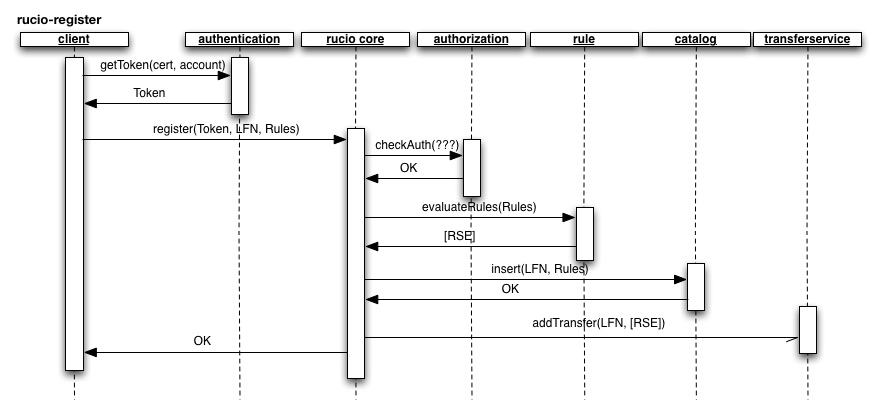 rucio-register
client authentication rucio core authorization rule catalog transferservice
getToken(cert, account)
Token
register(Token, LFN, Rules)
checkAuth(???)
OK
evaluateRules(Rules)
[RSE]
insert(LFN, Rules)
OK
addTransfer(LFN, [RSE])
OK